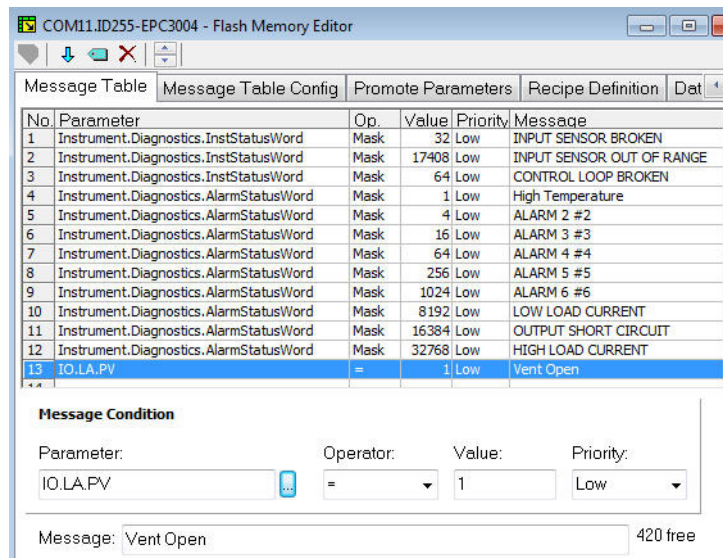 COM11.ID255-EPC3004 - Flash Memory Editor
Message Table Message Table Config Promote Parameters Recipe Definition Dat
No. Parameter Op. Value Priority Message
1 Instrument.Diagnostics.InstStatusWord Mask 32 Low INPUT SENSOR BROKEN
2 Instrument.Diagnostics.InstStatusWord Mask 17408 Low INPUT SENSOR OUT OF RANGE
3 Instrument.Diagnostics.InstStatusWord Mask 64 Low CONTROL LOOP BROKEN
4 Instrument.Diagnostics.AlarmStatusWord Mask 1 Low High Temperature
5 Instrument.Diagnostics.AlarmStatusWord Mask 4 Low ALARM 2 #2
6 Instrument.Diagnostics.AlarmStatusWord Mask 16 Low ALARM 3 #3
7 Instrument.Diagnostics.AlarmStatusWord Mask 64 Low ALARM 4 #4
8 Instrument.Diagnostics.AlarmStatusWord Mask 256 Low ALARM 5 #5
9 Instrument.Diagnostics.AlarmStatusWord Mask 1024 Low ALARM 6 #6
10 Instrument.Diagnostics.AlarmStatusWord Mask 8192 Low LOW LOAD CURRENT
11 Instrument.Diagnostics.AlarmStatusWord Mask 16384 Low OUTPUT SHORT CIRCUIT
12 Instrument.Diagnostics.AlarmStatusWord Mask 32768 Low HIGH LOAD CURRENT
13 IO.LA.PV = 1 Low Vent Open
Message Condition
Parameter: Operator: Value: Priority:
IO.LA.PV ... = 1 Low
Message: Vent Open 420 free